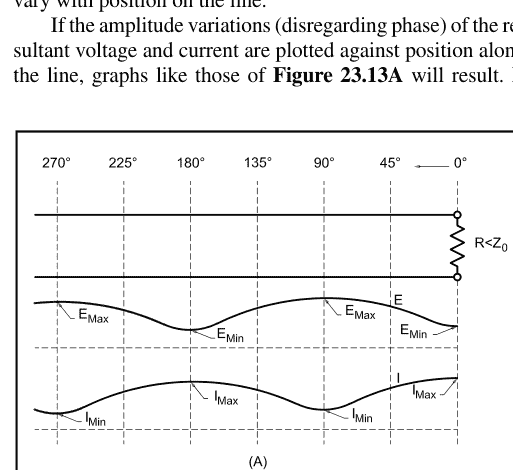 vary with position on the line.
If the amplitude variations (disregarding phase) of the re
sultant voltage and current are plotted against position alon
the line, graphs like those of Figure 23.13A will result.
270° 225° 180° 135° 90° 45° 0°
R<Z0
E
EMax
EMin
EMax
EMin
I
IMax
IMax
IMin
IMin
(A)